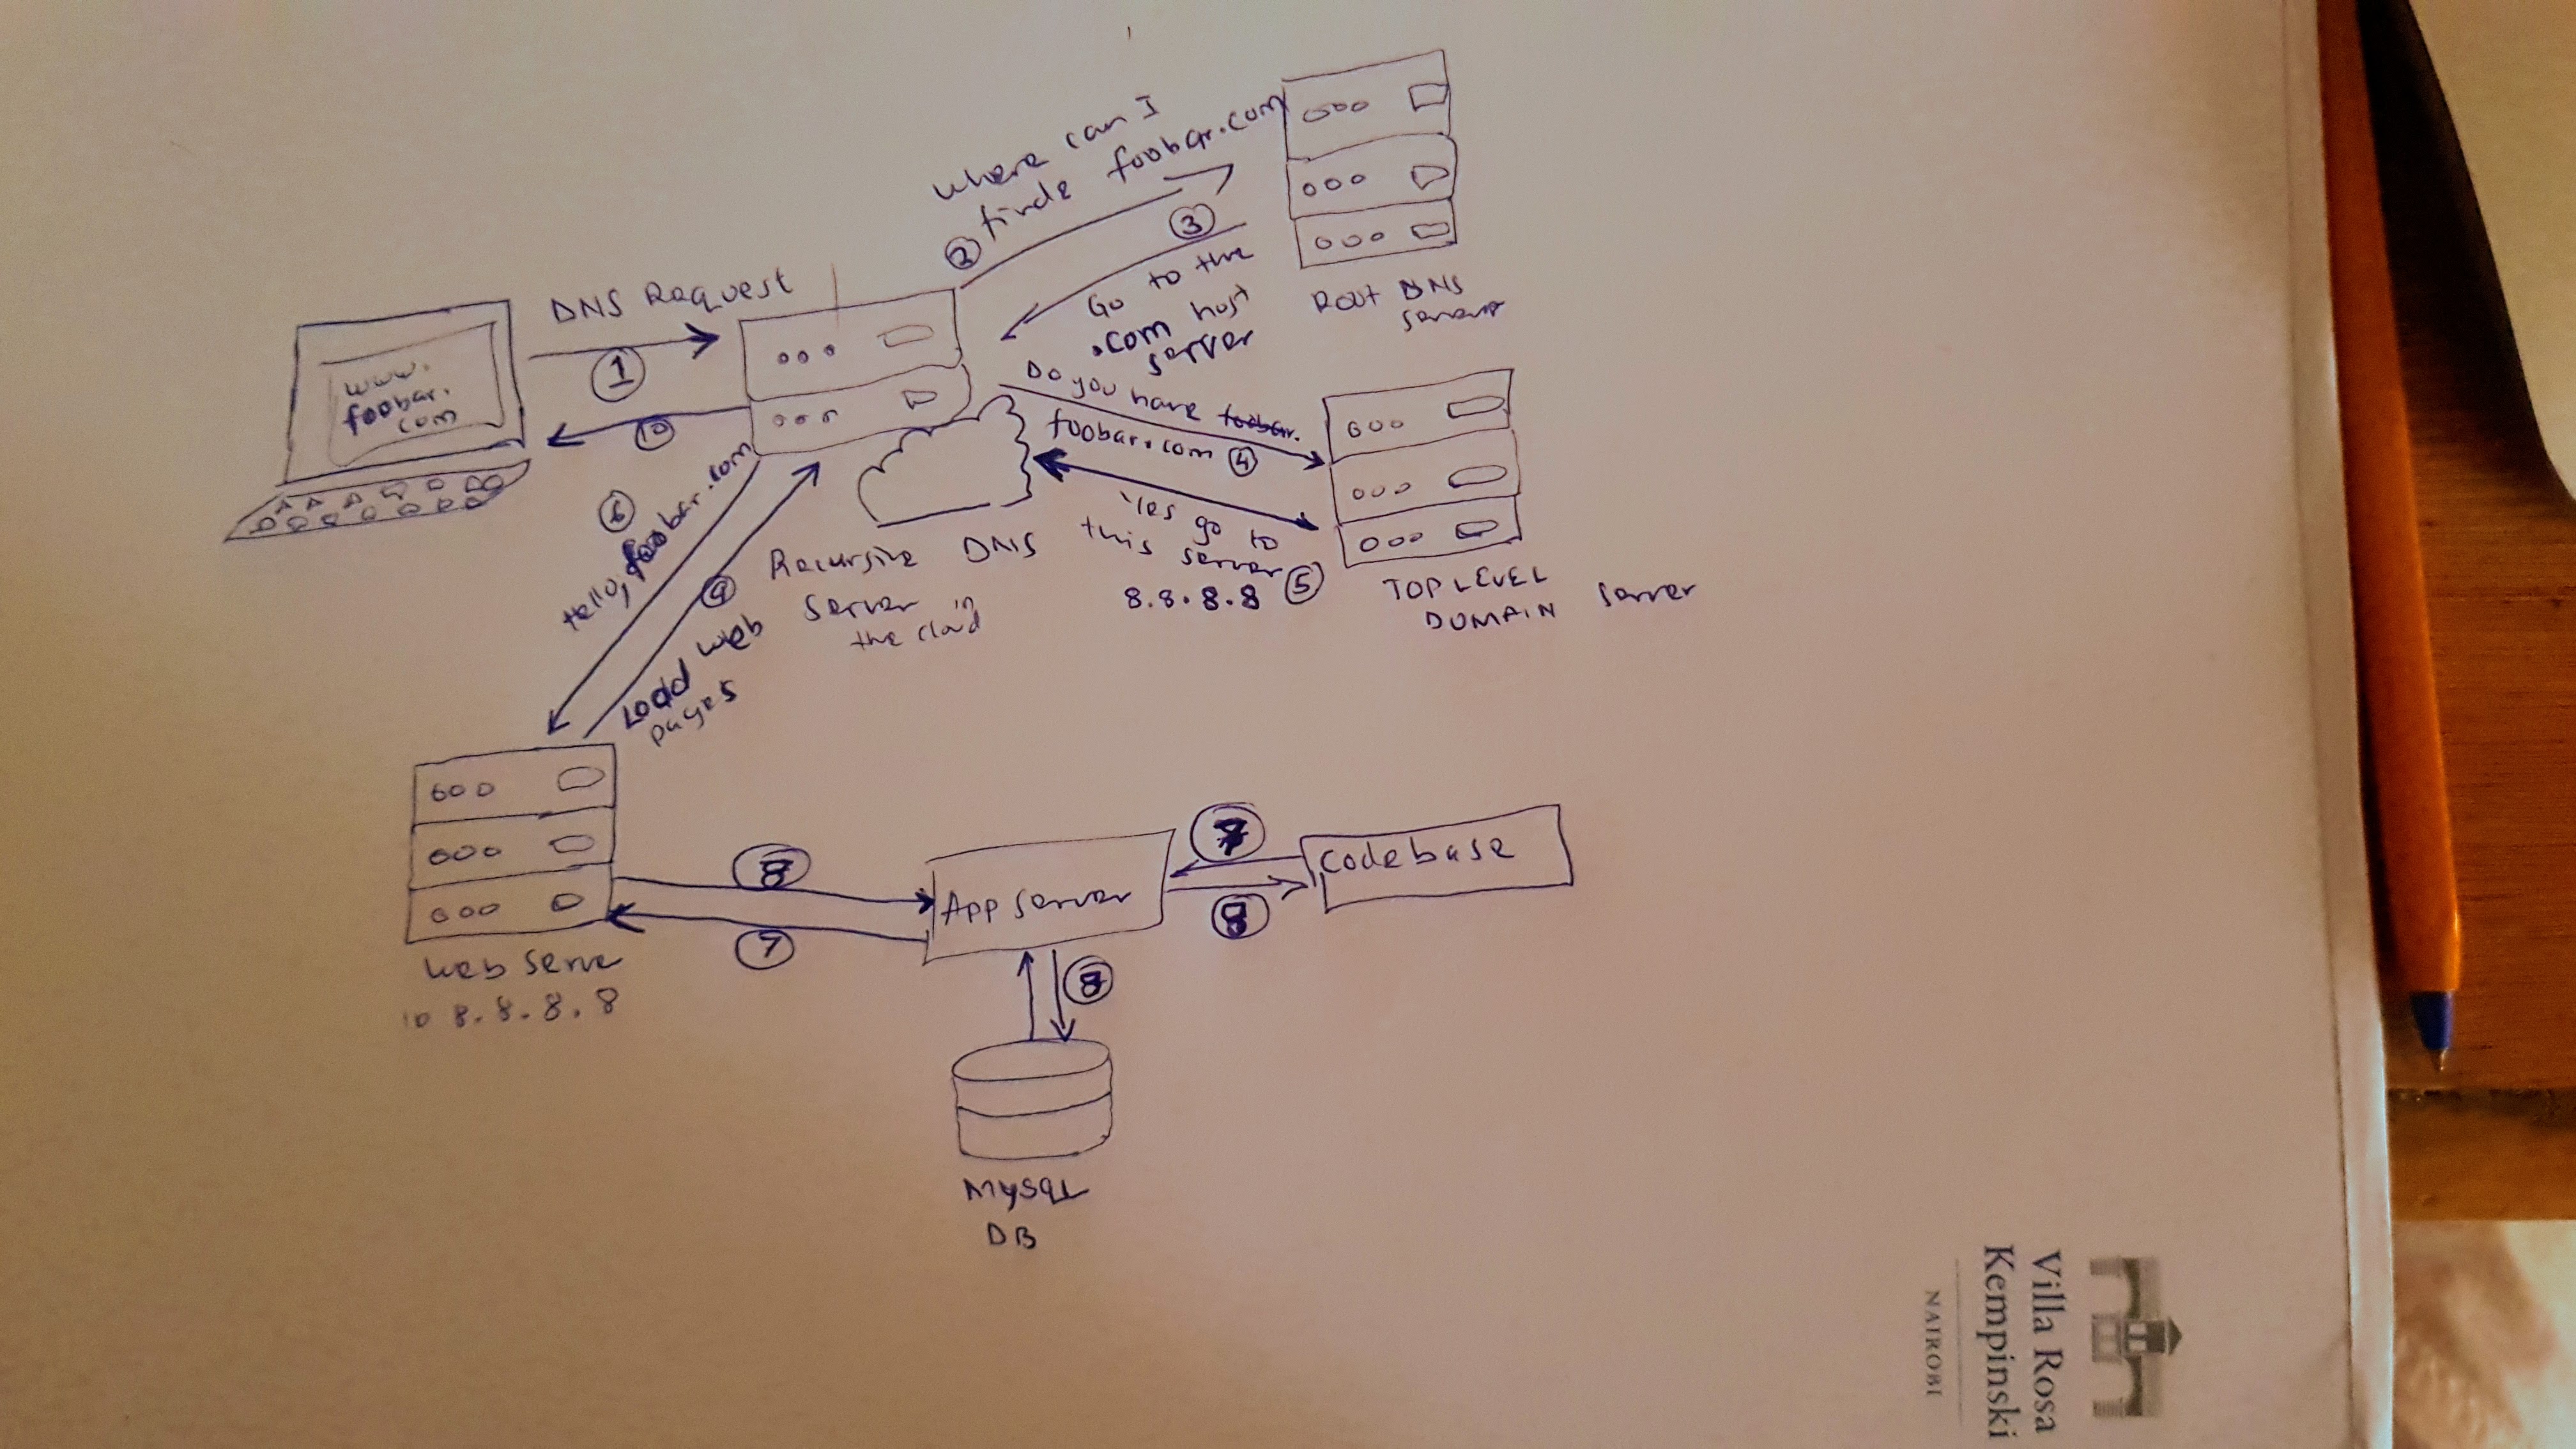 where can I
② finde foobar.com
③
Go to the
.com host
server
ROOT DNS
DNS Request
①
www.
foobar.
com
⑩
Do you have foobar.
foobar.com ④
Yes go to
this server
8.8.8.8 ⑤
TOP LEVEL
DOMAIN Server
⑥
Hello, foobar.com
⑨
Load web
pages
Recursive DNS
Server in
the cloud
Web Serve
8.8.8.8
⑧
⑦
App Server
⑦
⑧
Codebase
⑧
MYSQL
DB
Villa Rosa
Kempinski
NAIROBI